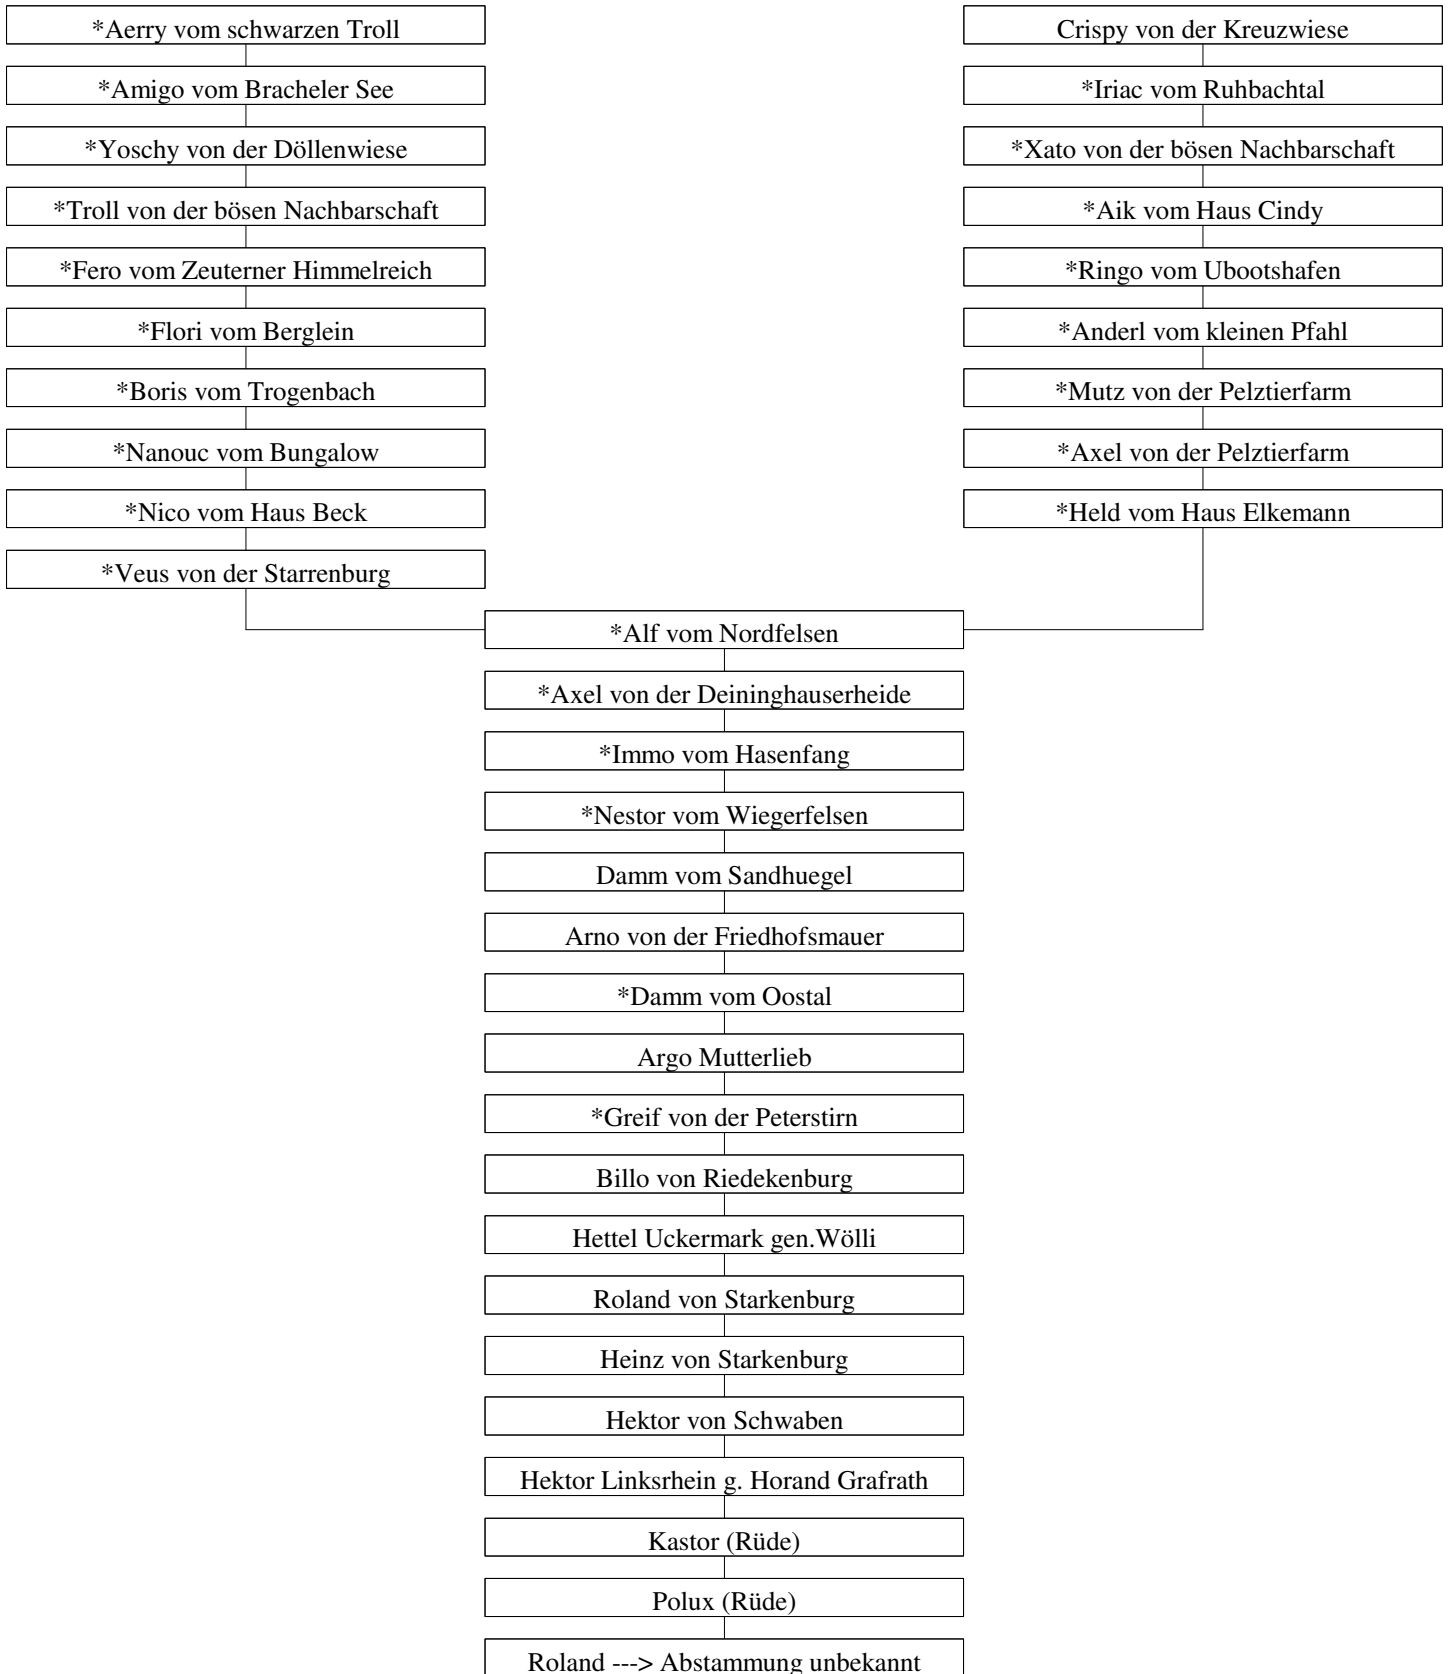 *Aerry vom schwarzen Troll
*Amigo vom Bracheler See
*Yoschy von der Döllenwiese
*Troll von der bösen Nachbarschaft
*Fero vom Zeuterner Himmelreich
*Flori vom Berglein
*Boris vom Trogenbach
*Nanouc vom Bungalow
*Nico vom Haus Beck
*Veus von der Starrenburg
Crispy von der Kreuzwiese
*Iriac vom Ruhbachtal
*Xato von der bösen Nachbarschaft
*Aik vom Haus Cindy
*Ringo vom Ubootshafen
*Anderl vom kleinen Pfahl
*Mutz von der Pelztierfarm
*Axel von der Pelztierfarm
*Held vom Haus Elkemann
*Alf vom Nordfelsen
*Axel von der Deininghauserheide
*Immo vom Hasenfang
*Nestor vom Wiegerfelsen
Damm vom Sandhuegel
Arno von der Friedhofsmauer
*Damm vom Oostal
Argo Mutterlieb
*Greif von der Peterstirn
Billo von Riedekenburg
Hettel Uckermark gen.Wölli
Roland von Starkenburg
Heinz von Starkenburg
Hektor von Schwaben
Hektor Linksrhein g. Horand Grafrath
Kastor (Rüde)
Polux (Rüde)
Roland ---> Abstammung unbekannt